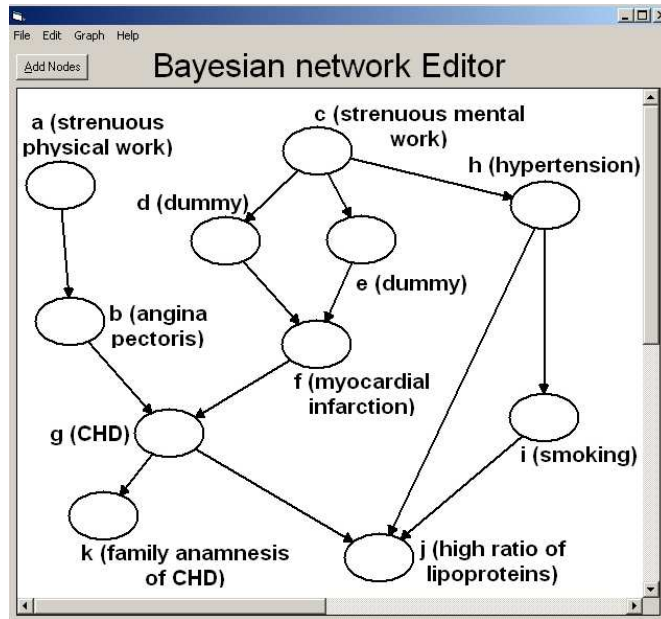 File Edit Graph Help
Add Nodes
Bayesian network Editor
a (strenuous
physical work)
c (strenuous mental
work)
h (hypertension)
d (dummy)
e (dummy)
b (angina
pectoris)
f (myocardial
infarction)
g (CHD)
i (smoking)
k (family anamnesis
of CHD)
j (high ratio of
lipoproteins)